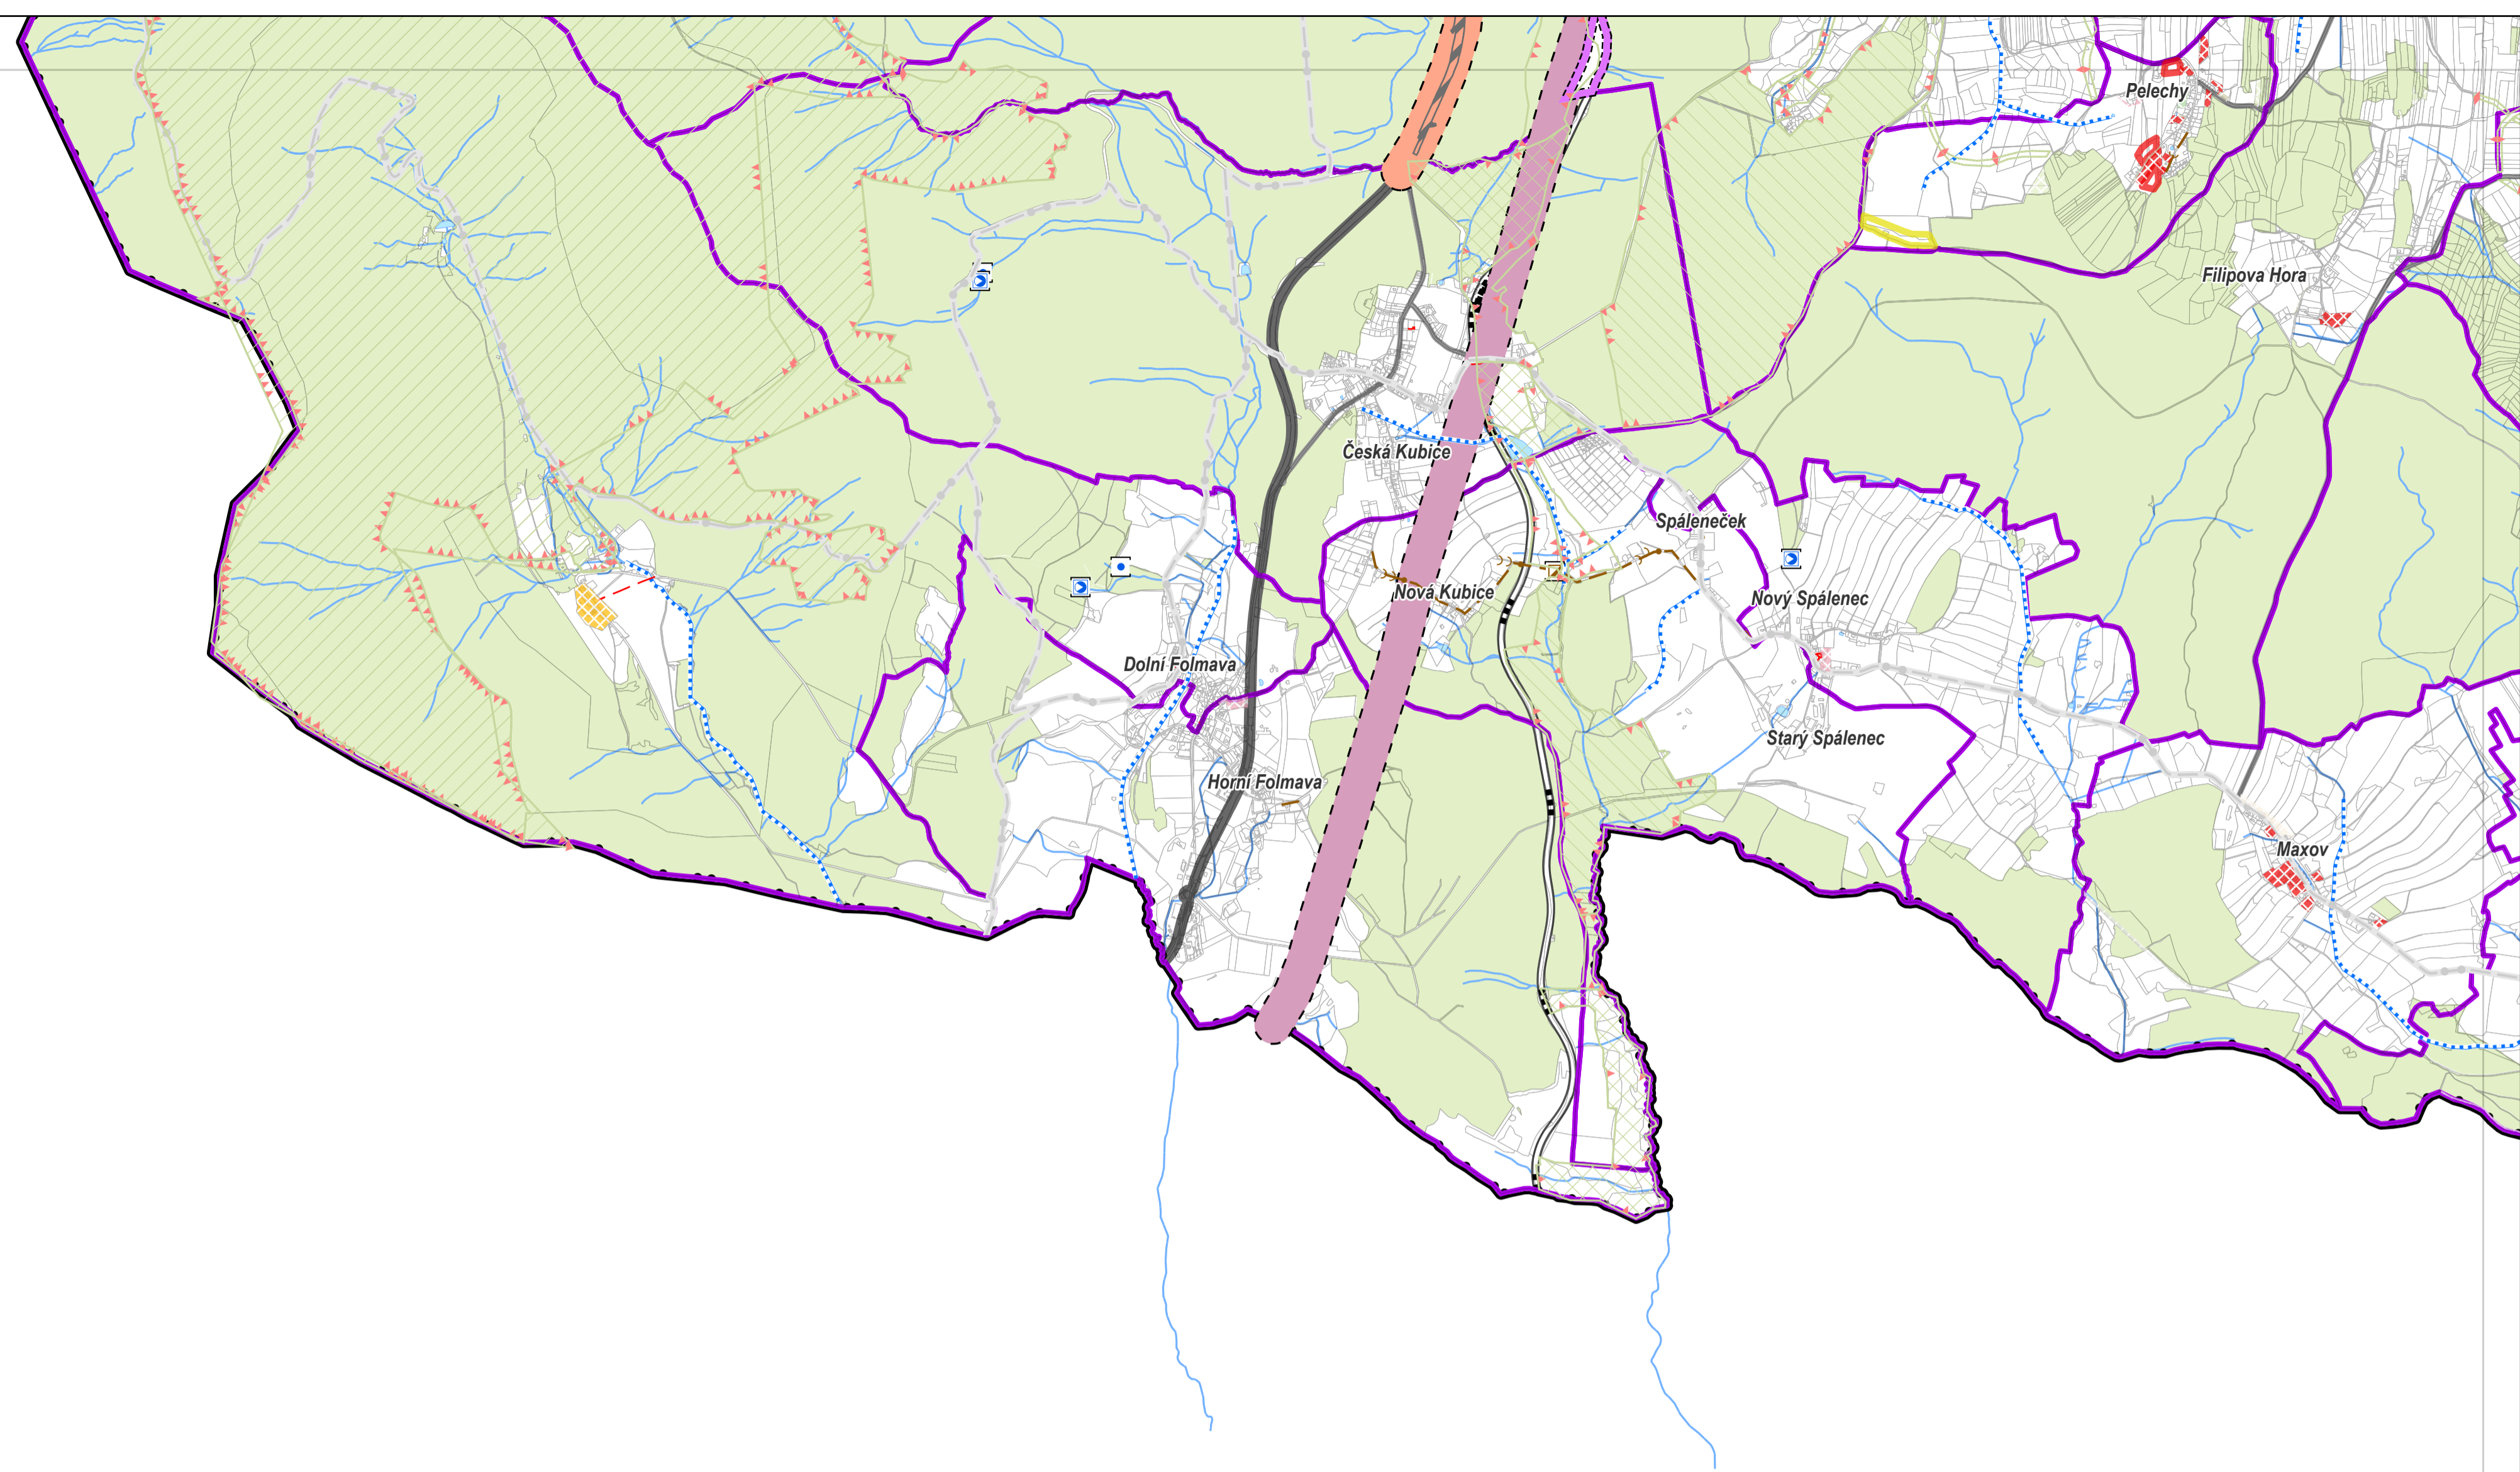 Pelechy
Filipova Hora
Česká Kubice
Spáleneček
Nová Kubice
Nový Spálenec
Dolní Folmava
Starý Spálenec
Horní Folmava
Maxov